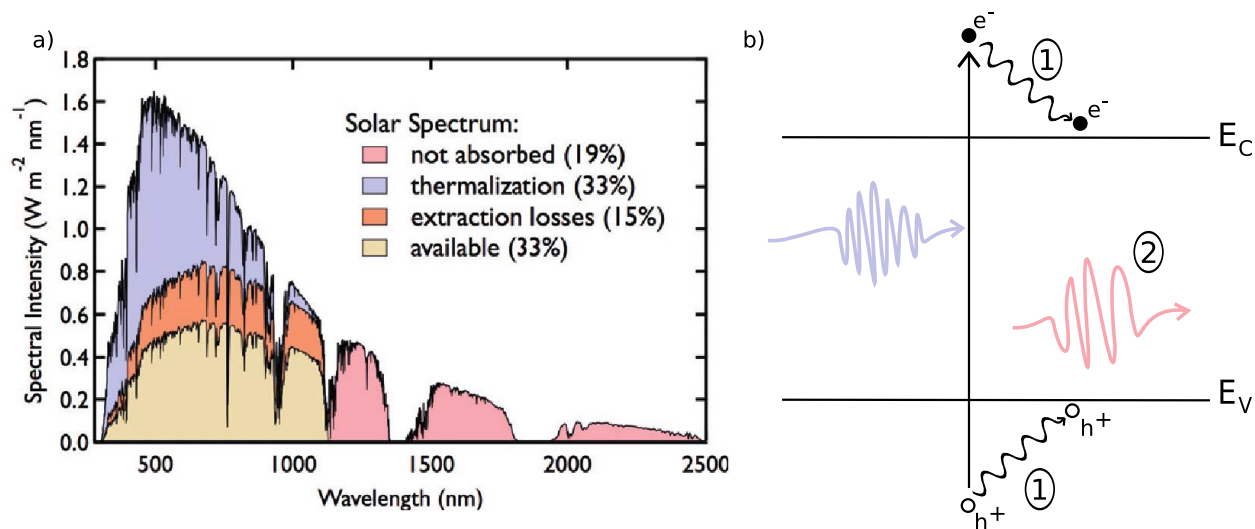 a)
1.8
1.6
1.4
1.2
1.0
0.8
0.6
0.4
0.2
0.0
Spectral Intensity (W m⁻² nm⁻¹)
Solar Spectrum:
not absorbed (19%)
thermalization (33%)
extraction losses (15%)
available (33%)
500
1000
1500
2000
2500
Wavelength (nm)
b)
e⁻
1
e⁻
E_C
2
E_V
h⁺
1
h⁺